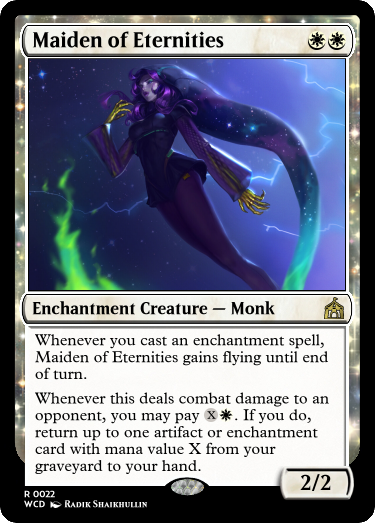 Maiden of Eternities
Enchantment Creature — Monk
Whenever you cast an enchantment spell,
Maiden of Eternities gains flying until end
of turn.
Whenever this deals combat damage to an
opponent, you may pay X. If you do,
return up to one artifact or enchantment
card with mana value X from your
graveyard to your hand.
2/2
R 0022
WCD Radik Shaikhullin